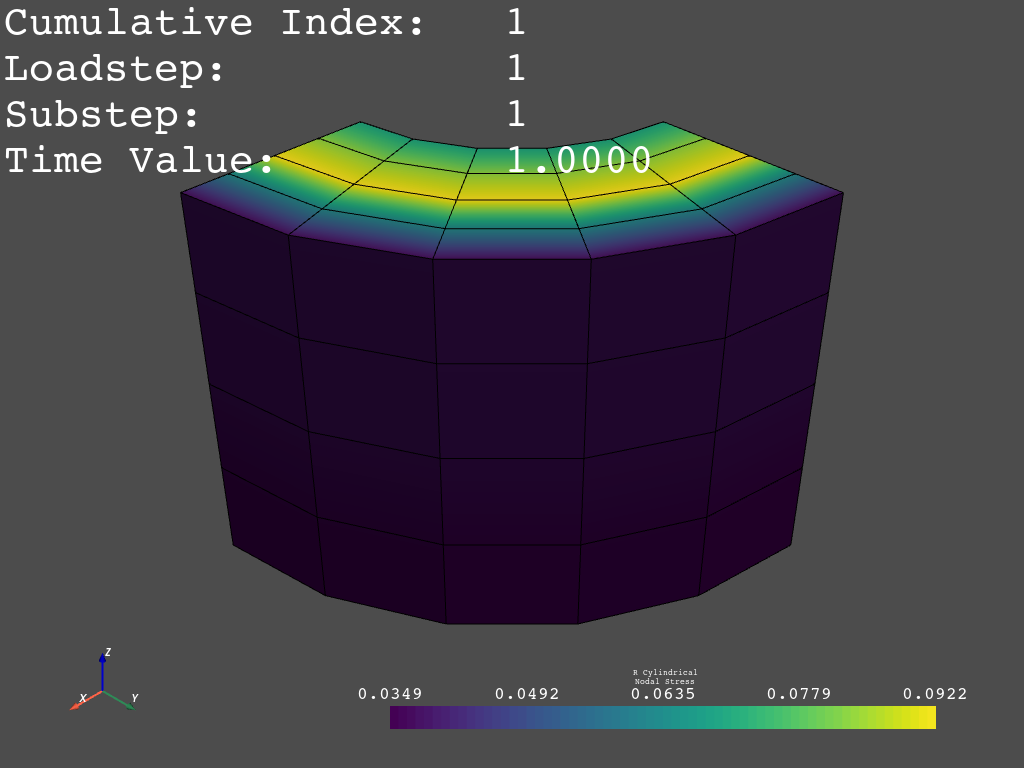 Cumulative Index: 1
Loadstep: 1
Substep: 1
Time Value: 1.0000
Z
X Y
R Cylindrical
Nodal Stress
0.0349 0.0492 0.0635 0.0779 0.0922